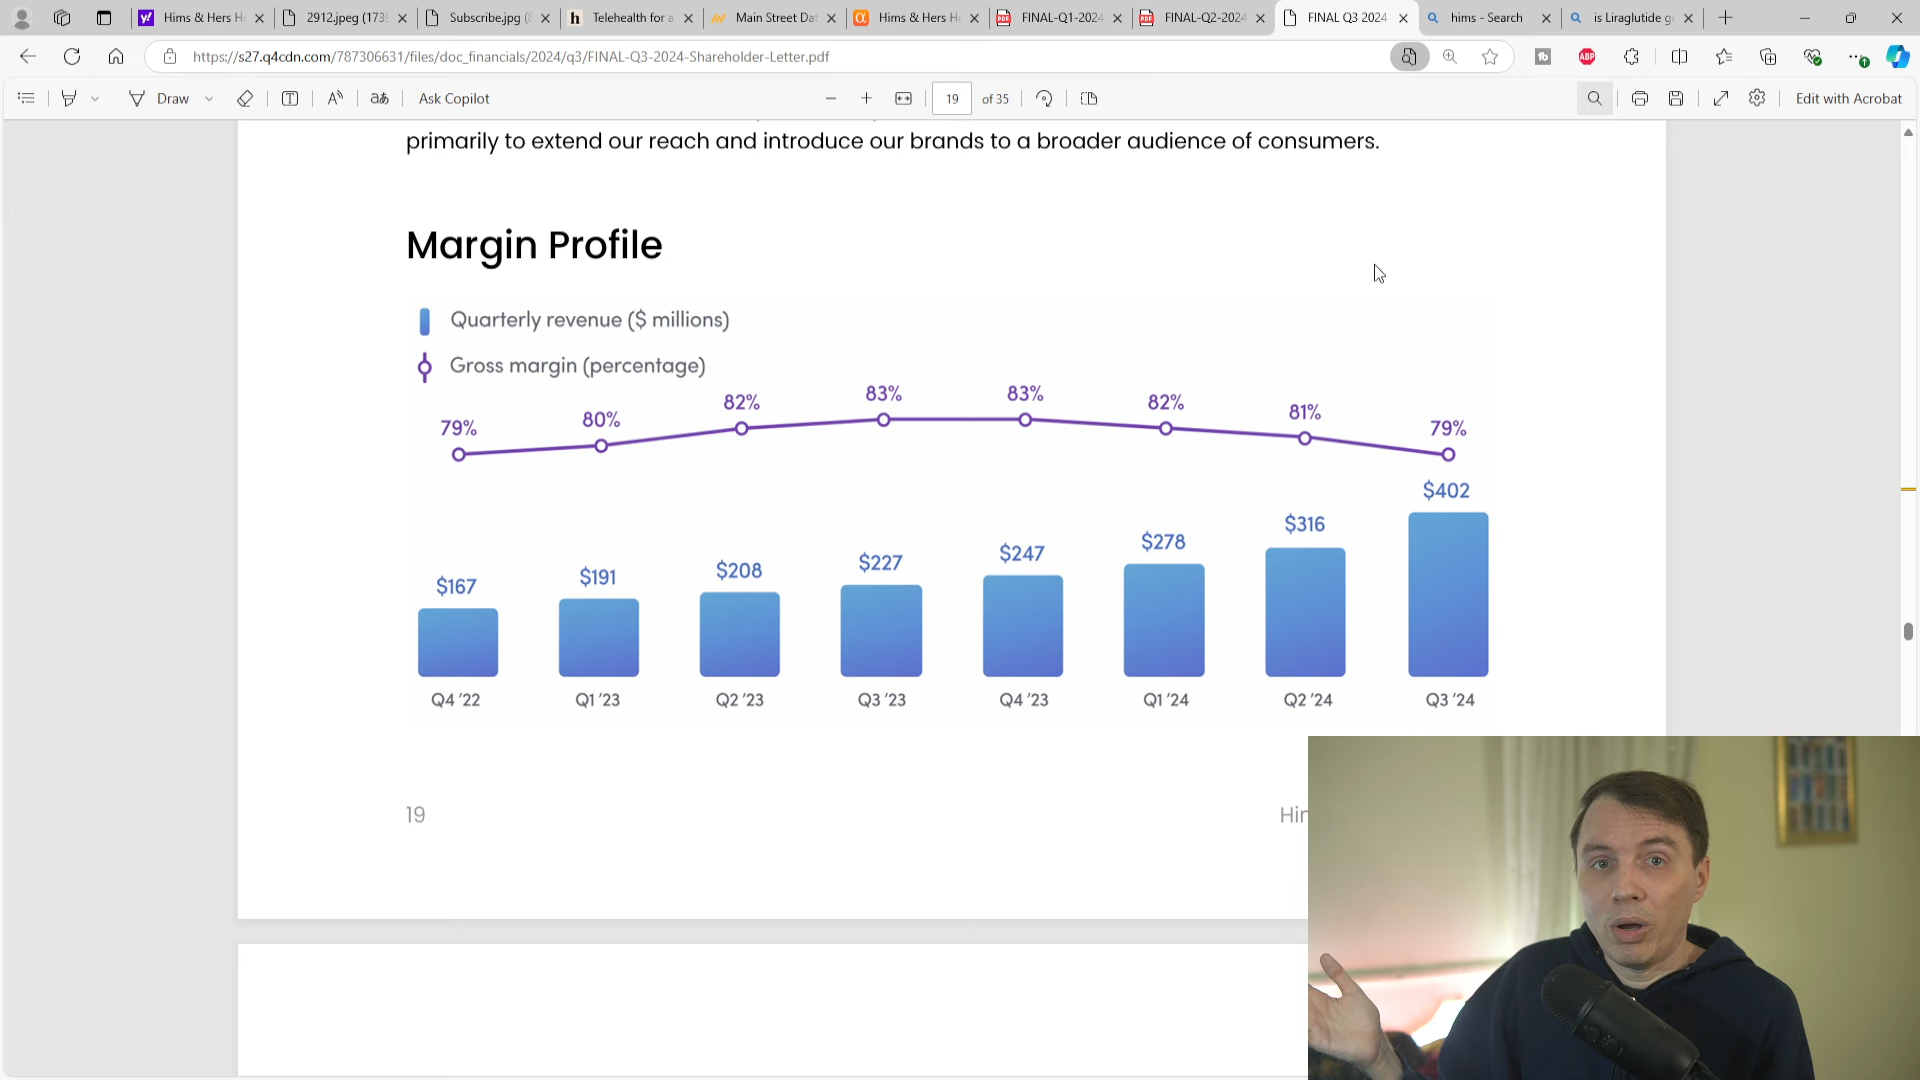 Hims & Hers H
2912.jpeg (173
Subscribe.jpg (
Telehealth for a
Main Street Da
Hims & Hers H
FINAL-Q1-2024
FINAL-Q2-2024
FINAL Q3 2024
hims - Search
is Liraglutide g
https://s27.q4cdn.com/787306631/files/doc_financials/2024/q3/FINAL-Q3-2024-Shareholder-Letter.pdf
Draw
Ask Copilot
19 of 35
Edit with Acrobat
primarily to extend our reach and introduce our brands to a broader audience of consumers.
Margin Profile
Quarterly revenue ($ millions)
Gross margin (percentage)
79% 80% 82% 83% 83% 82% 81% 79%
$167 $191 $208 $227 $247 $278 $316 $402
Q4 '22 Q1 '23 Q2 '23 Q3 '23 Q4 '23 Q1 '24 Q2 '24 Q3 '24
19